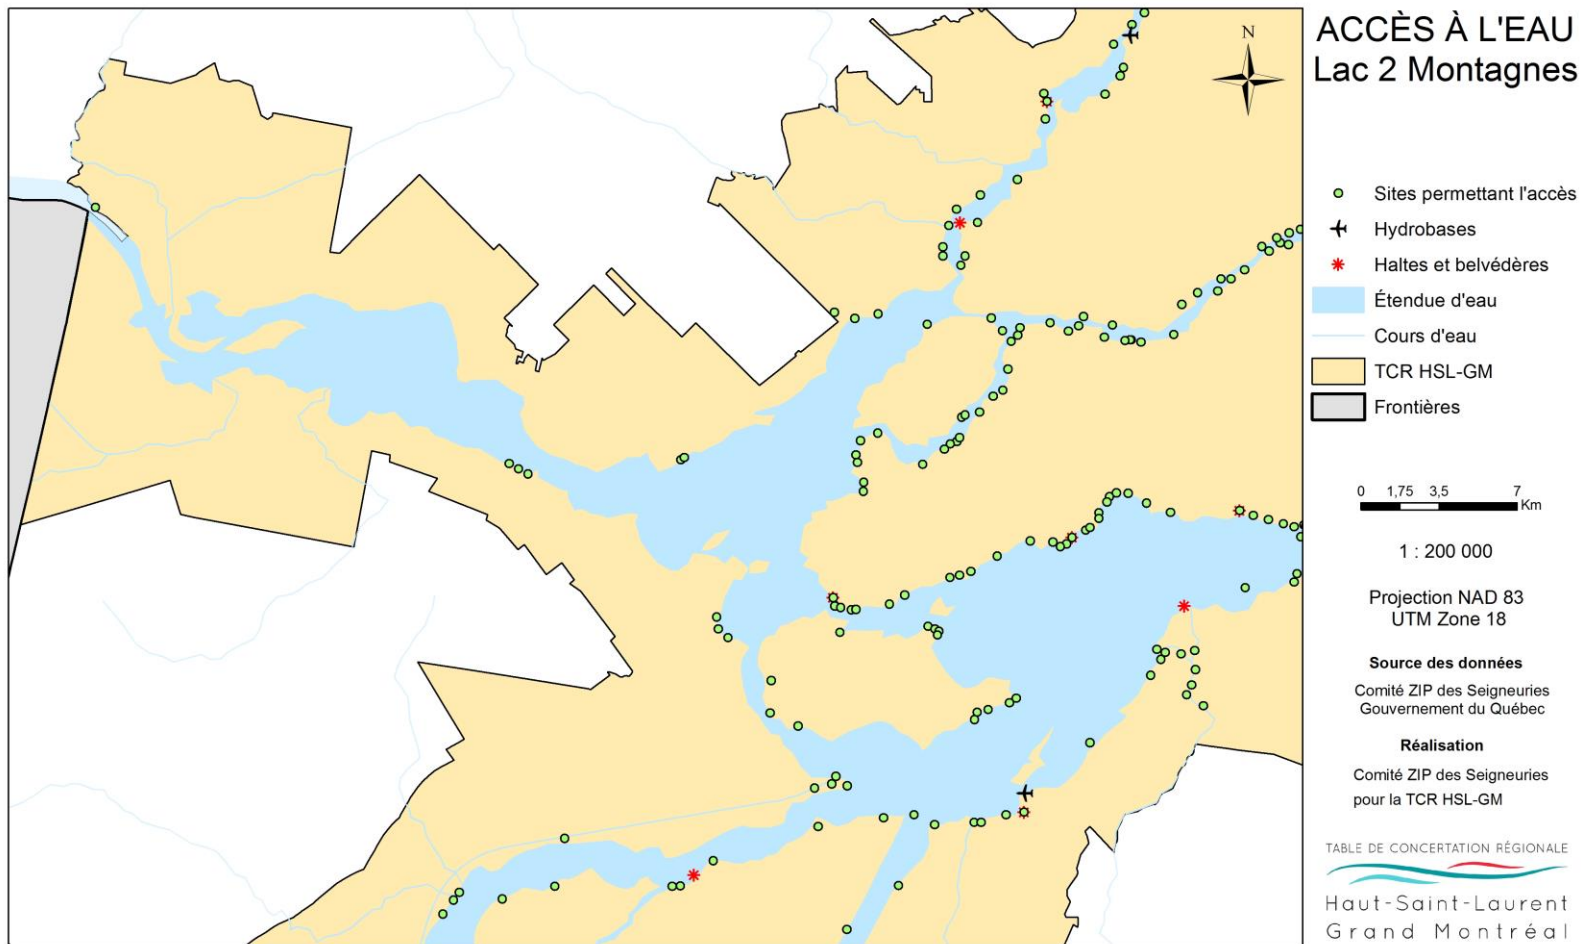 ACCÈS À L'EAU
Lac 2 Montagnes
N
Sites permettant l'accès
Hydrobases
Haltes et belvédères
Étendue d'eau
Cours d'eau
TCR HSL-GM
Frontières
0 1,75 3,5 7
Km
1 : 200 000
Projection NAD 83
UTM Zone 18
Source des données
Comité ZIP des Seigneuries
Gouvernement du Québec
Réalisation
Comité ZIP des Seigneuries
pour la TCR HSL-GM
TABLE DE CONCERTATION RÉGIONALE
Haut-Saint-Laurent
Grand Montréal